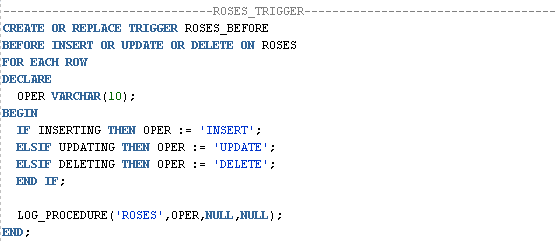 --------------------------------ROSES_TRIGGER--------------------------------------
CREATE OR REPLACE TRIGGER ROSES_BEFORE
BEFORE INSERT OR UPDATE OR DELETE ON ROSES
FOR EACH ROW
DECLARE
  OPER VARCHAR(10);
BEGIN
  IF INSERTING THEN OPER := 'INSERT';
  ELSIF UPDATING THEN OPER := 'UPDATE';
  ELSIF DELETING THEN OPER := 'DELETE';
  END IF;
  LOG_PROCEDURE('ROSES',OPER,NULL,NULL);
END;